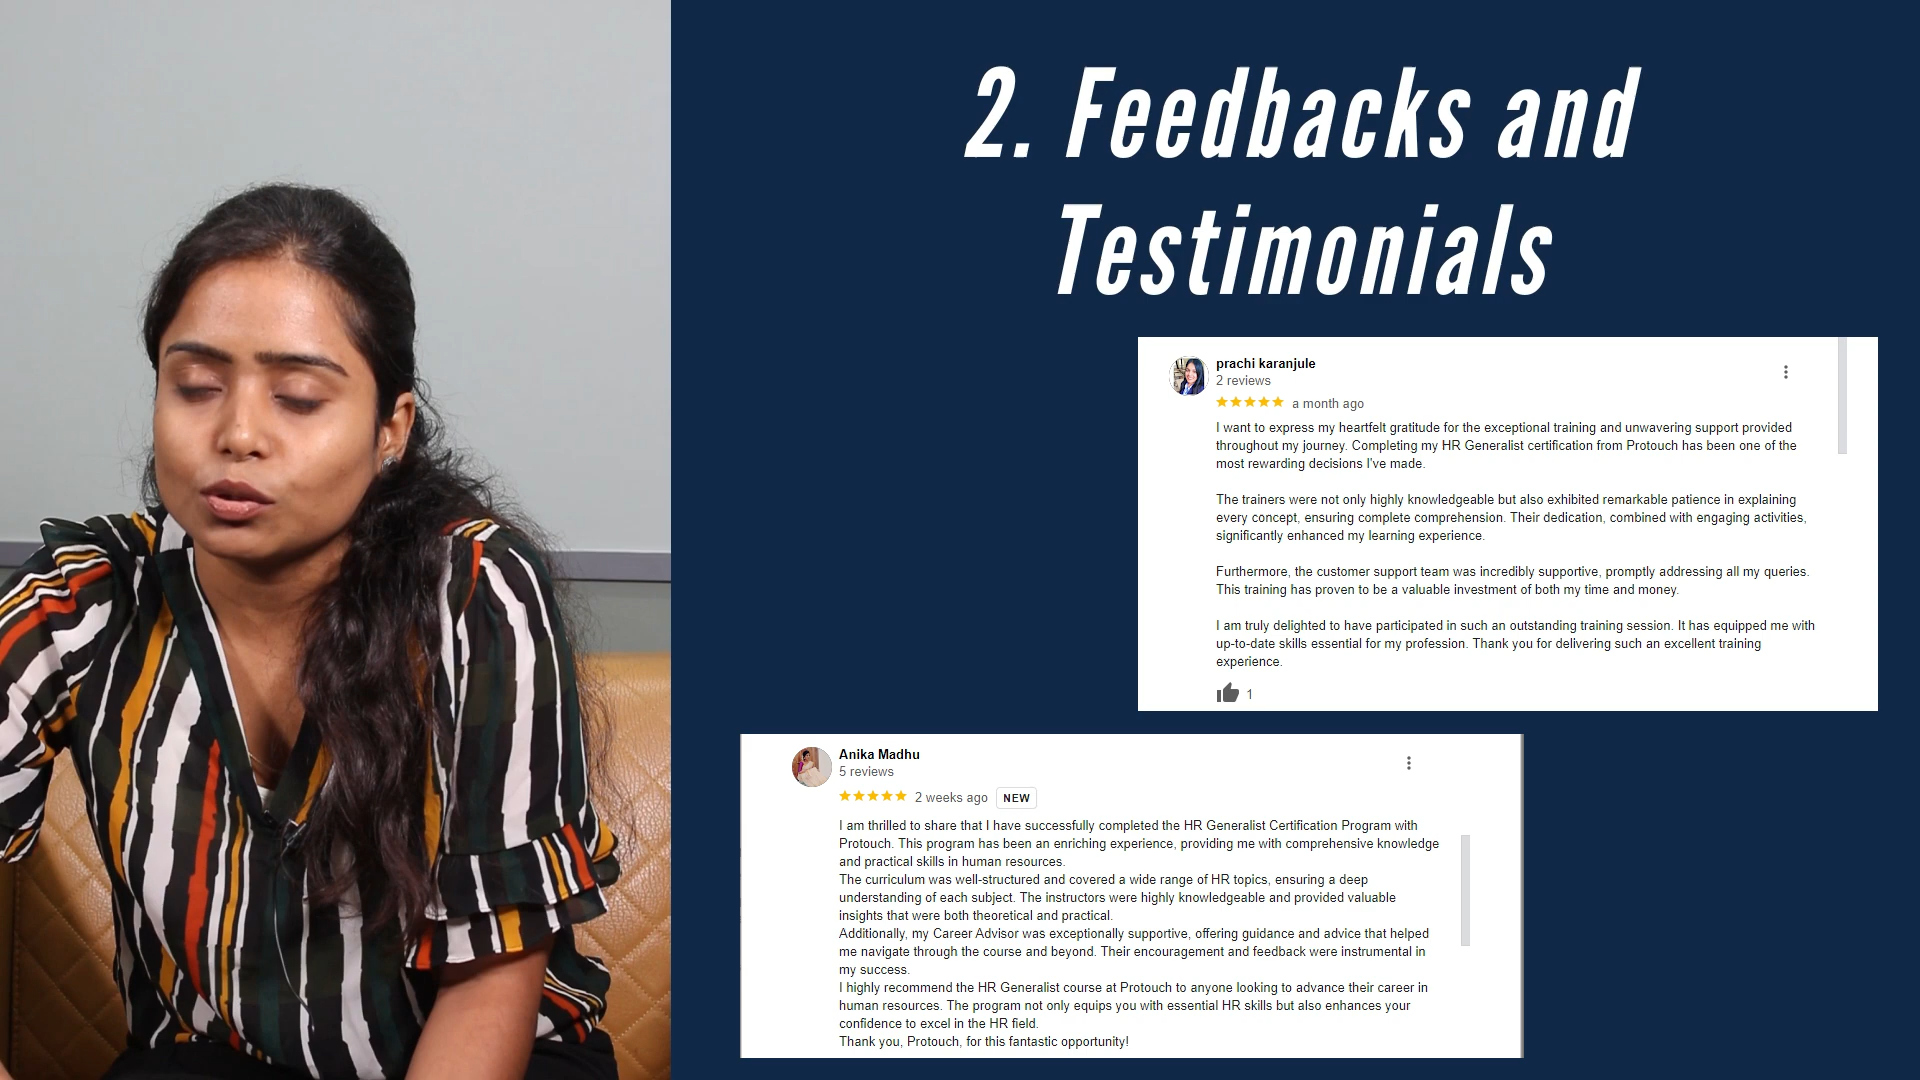 2. Feedbacks and
Testimonials
prachi karanjule
2 reviews
a month ago
I want to express my heartfelt gratitude for the exceptional training and unwavering support provided
throughout my journey. Completing my HR Generalist certification from Protouch has been one of the
most rewarding decisions I've made.
The trainers were not only highly knowledgeable but also exhibited remarkable patience in explaining
every concept, ensuring complete comprehension. Their dedication, combined with engaging activities,
significantly enhanced my learning experience.
Furthermore, the customer support team was incredibly supportive, promptly addressing all my queries.
This training has proven to be a valuable investment of both my time and money.
I am truly delighted to have participated in such an outstanding training session. It has equipped me with
up-to-date skills essential for my profession. Thank you for delivering such an excellent training
experience.
1
Anika Madhu
5 reviews
2 weeks ago NEW
I am thrilled to share that I have successfully completed the HR Generalist Certification Program with
Protouch. This program has been an enriching experience, providing me with comprehensive knowledge
and practical skills in human resources.
The curriculum was well-structured and covered a wide range of HR topics, ensuring a deep
understanding of each subject. The instructors were highly knowledgeable and provided valuable
insights that were both theoretical and practical.
Additionally, my Career Advisor was exceptionally supportive, offering guidance and advice that helped
me navigate through the course and beyond. Their encouragement and feedback were instrumental in
my success.
I highly recommend the HR Generalist course at Protouch to anyone looking to advance their career in
human resources. The program not only equips you with essential HR skills but also enhances your
confidence to excel in the HR field.
Thank you, Protouch, for this fantastic opportunity!